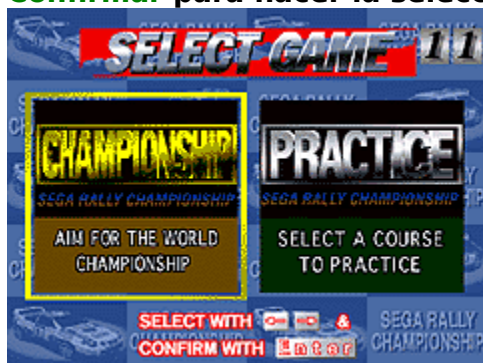 Confirmar para hacer la selecc
SELECT GAME 11
CHAMPIONSHIP
SEGA RALLY CHAMPIONSHIP
AIM FOR THE WORLD
CHAMPIONSHIP
PRACTICE
SEGA RALLY CHAMPIONSHIP
SELECT A COURSE
TO PRACTICE
SELECT WITH &
CONFIRM WITH Enter
SEGA RALLY
CHAMPIONSHIP